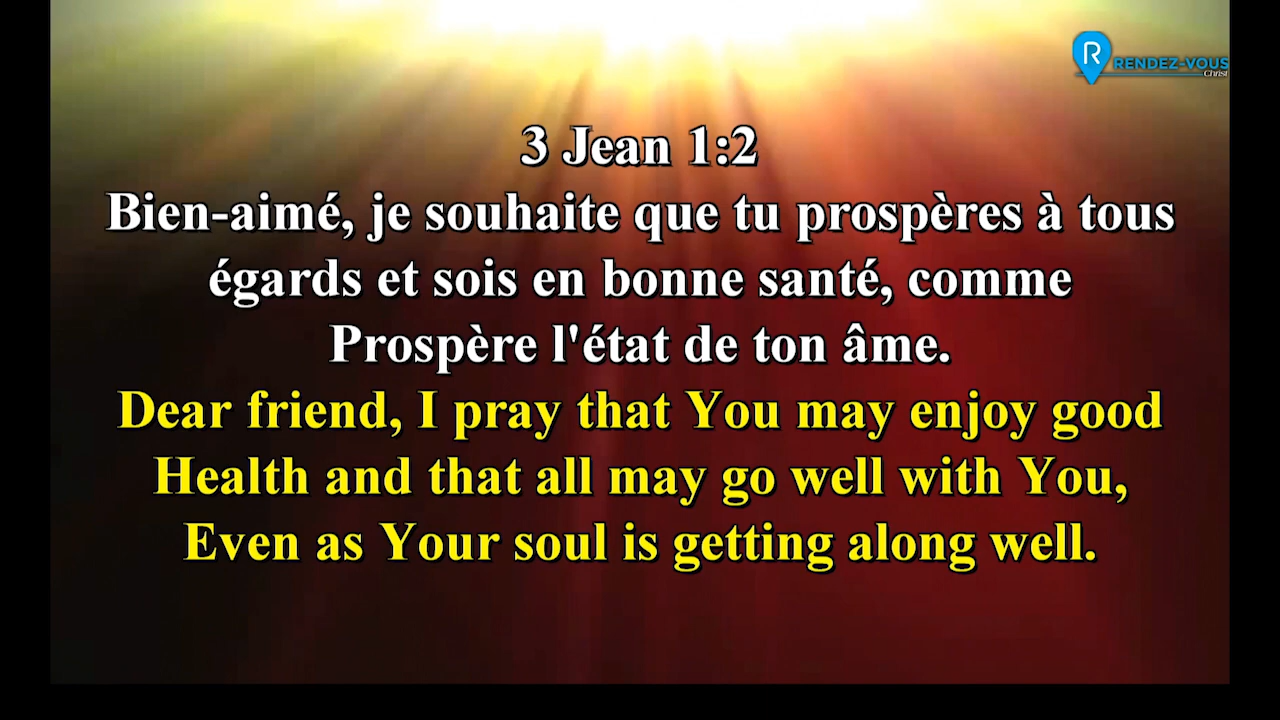 R
RENDEZ-VOUS
Christ
3 Jean 1:2
Bien-aimé, je souhaite que tu prospères à tous
égards et sois en bonne santé, comme
Prospère l'état de ton âme.
Dear friend, I pray that You may enjoy good
Health and that all may go well with You,
Even as Your soul is getting along well.